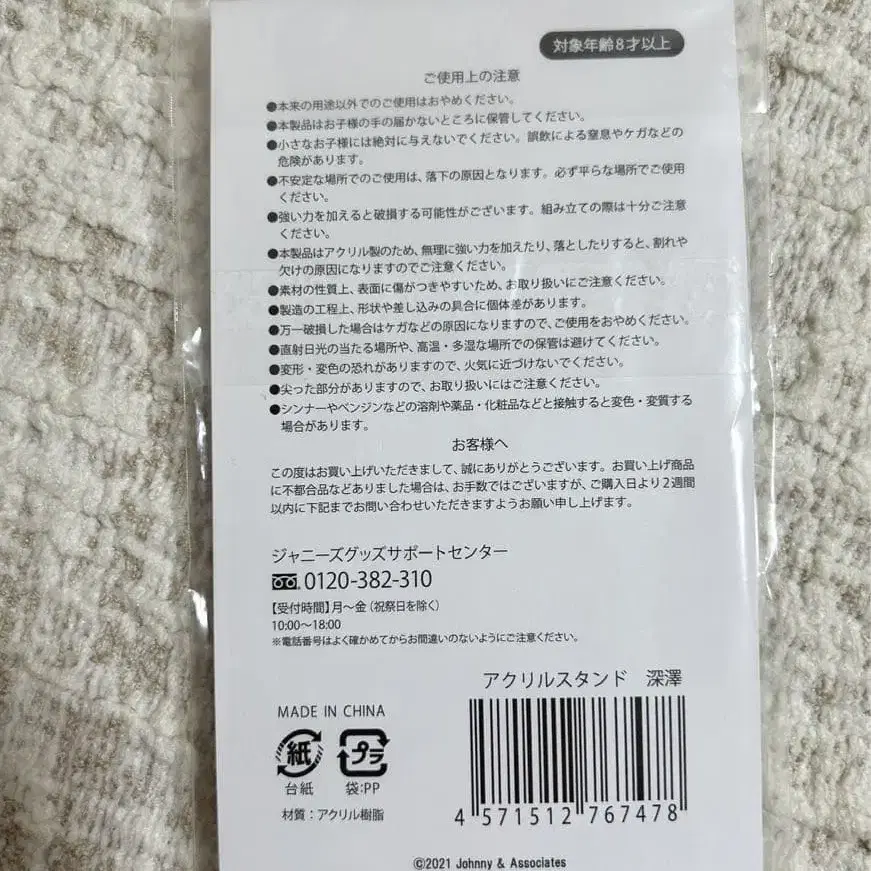 対象年齢8才以上
ご使用上の注意
●本来の用途以外でのご使用はおやめください。
●本製品はお子様の手の届かないところに保管してください。
●小さなお子様には絶対に与えないでください。誤飲による窒息やケガなどの
危険があります。
●不安定な場所でのご使用は、落下の原因となります。必ず平らな場所でご使用
ください。
●強い力を加えると破損する可能性がございます。組み立ての際は十分ご注意
ください。
●本製品はアクリル製のため、無理に強い力を加えたり、落としたりすると、割れや
欠けの原因になりますのでご注意ください。
●素材の性質上、表面に傷がつきやすいため、お取り扱いにご注意ください。
●製造の工程上、形状や差し込みの具合に個体差があります。
●万一破損した場合はケガなどの原因になりますので、ご使用をおやめください。
●直射日光の当たる場所や、高温・多湿な場所での保管は避けてください。
●変形・変色の恐れがありますので、火気に近づけないでください。
●尖った部分がありますので、お取り扱いにはご注意ください。
●シンナーやベンジンなどの溶剤や薬品・化粧品などと接触すると変色・変質する
場合があります。
お客様へ
この度はお買い上げいただきまして、誠にありがとうございます。お買い上げ商品
に不都合品などありました場合は、お手数ではございますが、ご購入日より2週間
以内に下記までお問い合わせいただきますようお願い申し上げます。
ジャニーズグッズサポートセンター
0120-382-310
【受付時間】月～金(祝祭日を除く)
10:00～18:00
※電話番号はよく確かめてからお間違いのないようにご注意ください。
アクリルスタンド 深澤
MADE IN CHINA
紙 プラ
台紙 袋:PP
材質：アクリル樹脂
4 571512 767478
©2021 Johnny & Associates